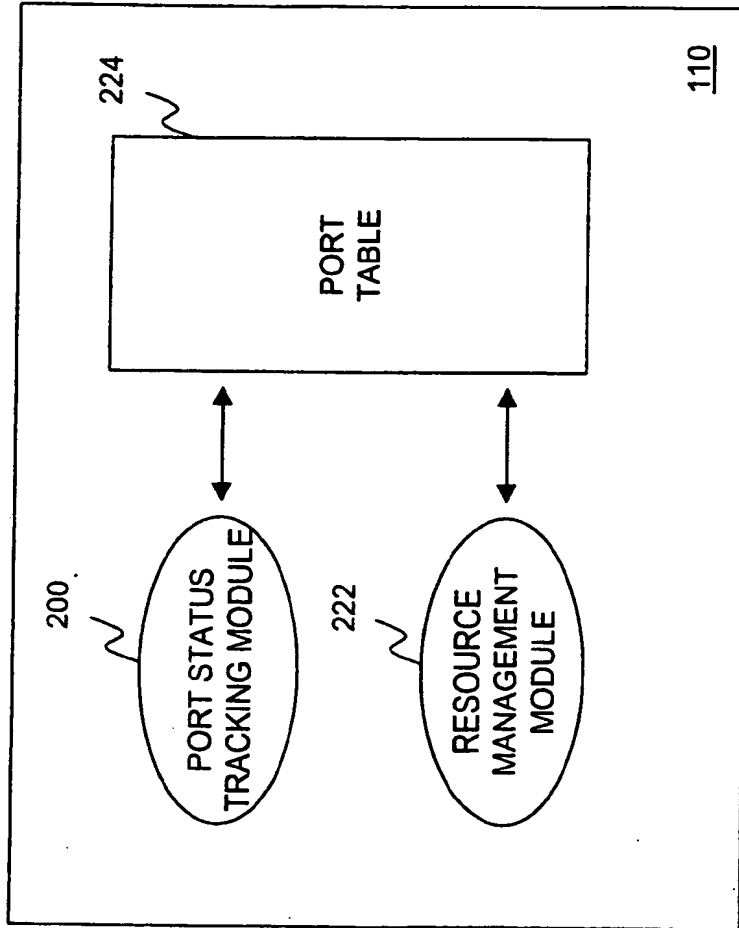 200
PORT STATUS
TRACKING MODULE
222
RESOURCE
MANAGEMENT
MODULE
224
PORT
TABLE
110